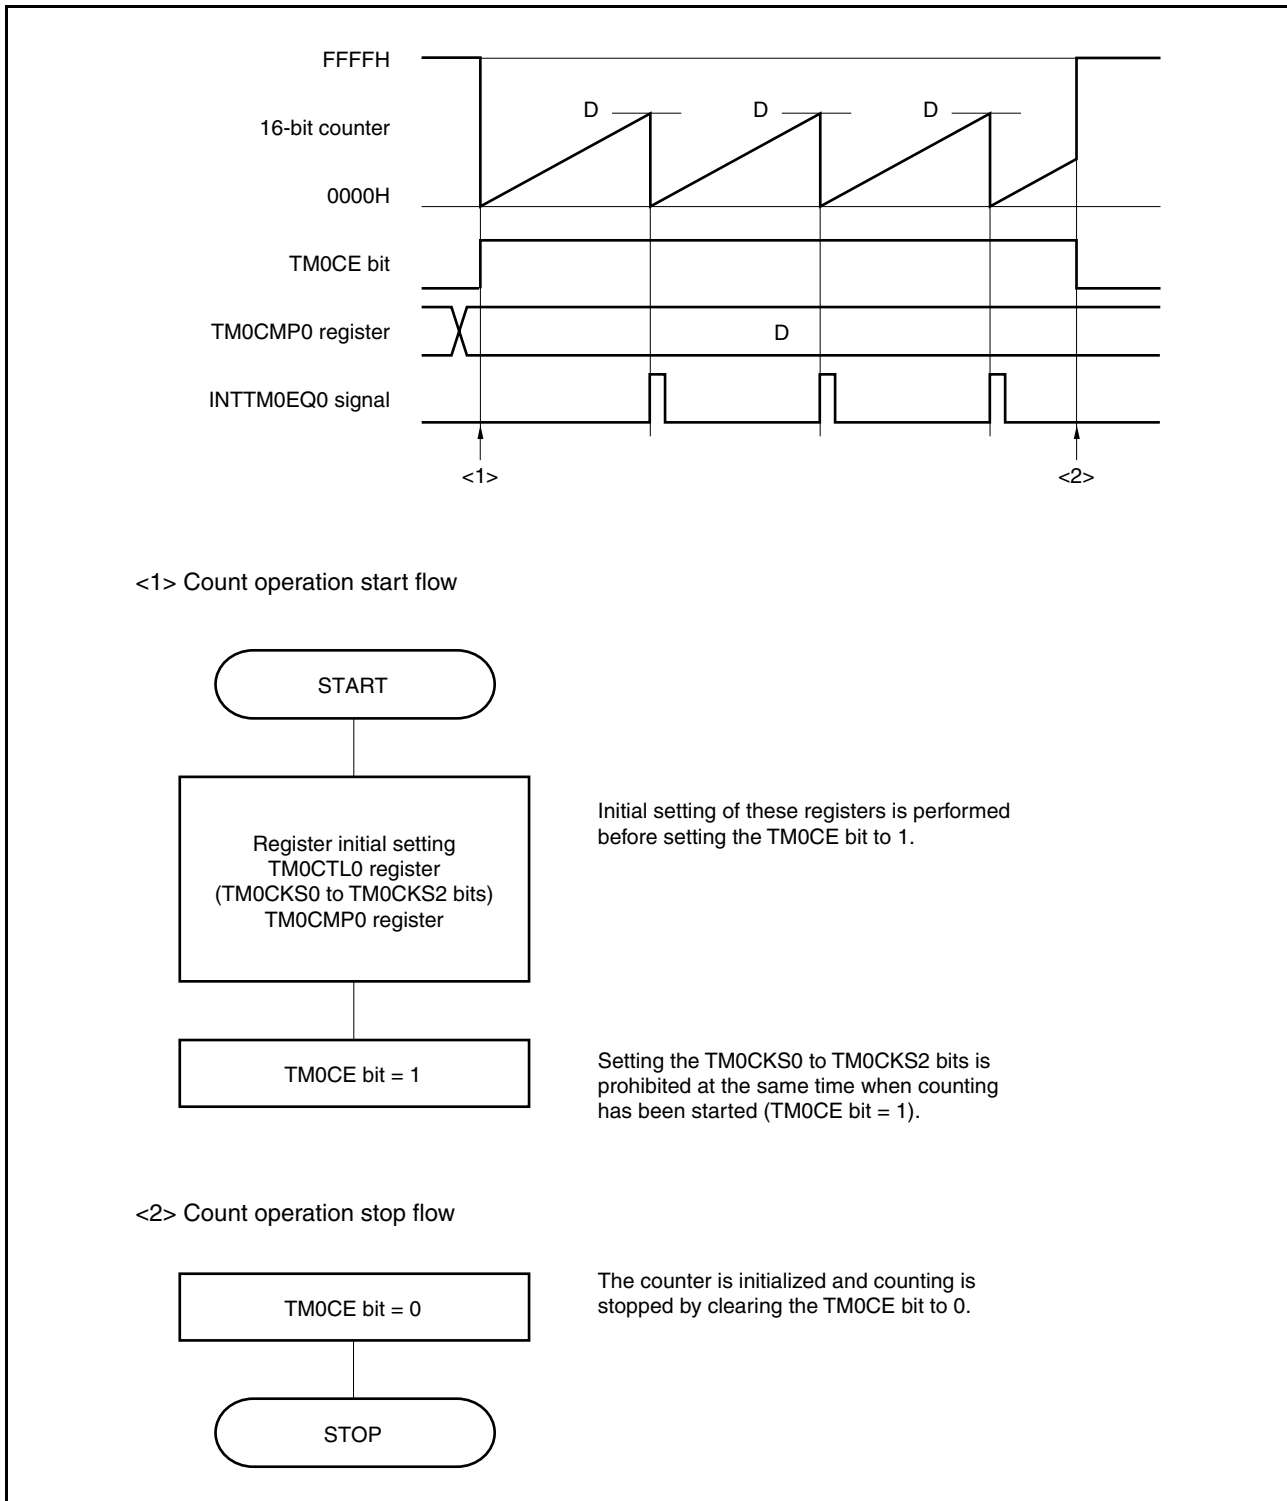 FFFFH
D D D
16-bit counter
0000H
TM0CE bit
TM0CMP0 register D
INTTM0EQ0 signal
<1> <2>
<1> Count operation start flow
START
Register initial setting
TM0CTL0 register
(TM0CKS0 to TM0CKS2 bits)
TM0CMP0 register
Initial setting of these registers is performed
before setting the TM0CE bit to 1.
TM0CE bit = 1
Setting the TM0CKS0 to TM0CKS2 bits is
prohibited at the same time when counting
has been started (TM0CE bit = 1).
<2> Count operation stop flow
TM0CE bit = 0
The counter is initialized and counting is
stopped by clearing the TM0CE bit to 0.
STOP